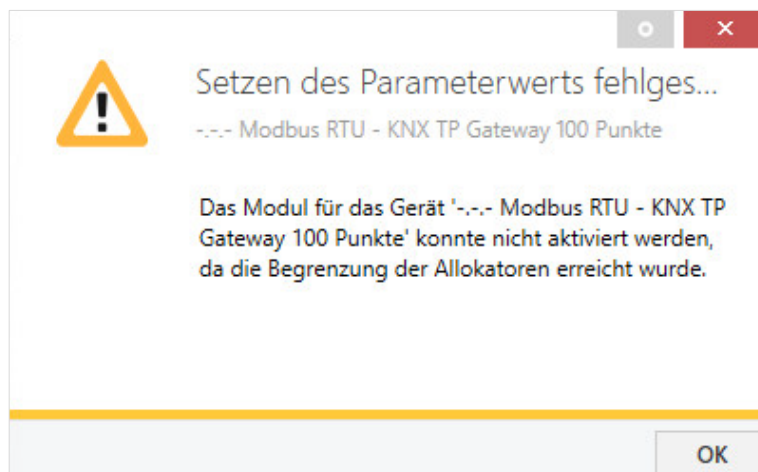 Setzen des Parameterwerts fehlges...
-.-.- Modbus RTU - KNX TP Gateway 100 Punkte
Das Modul für das Gerät '-.-.- Modbus RTU - KNX TP
Gateway 100 Punkte' konnte nicht aktiviert werden,
da die Begrenzung der Allokatoren erreicht wurde.
OK